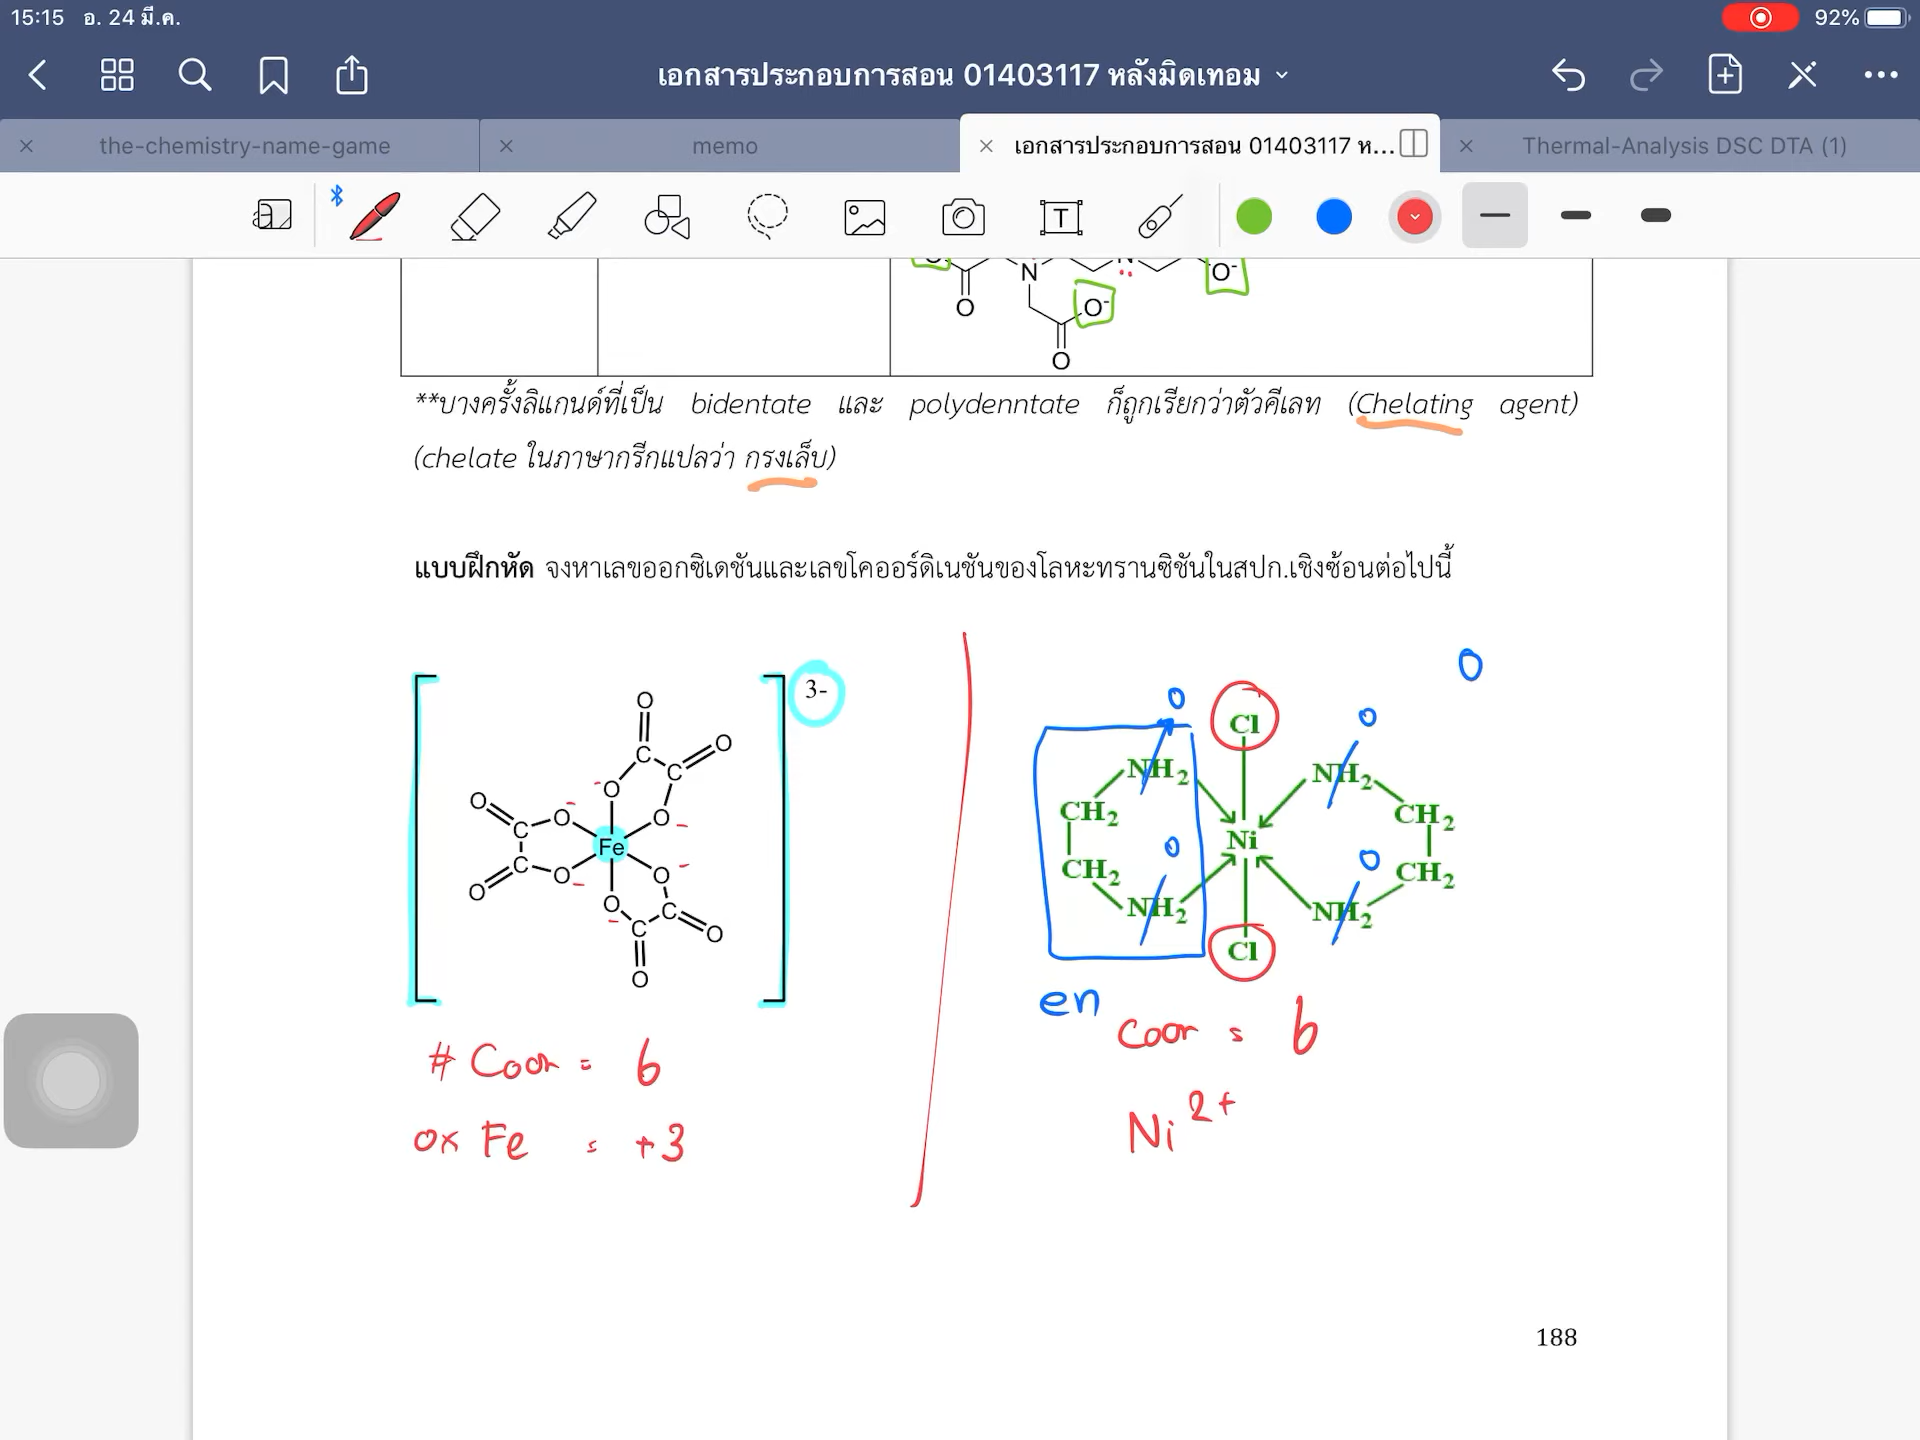 15:15 อ. 24 มี.ค.
92%
เอกสารประกอบการสอน 01403117 หลังมิดเทอม
the-chemistry-name-game
memo
เอกสารประกอบการสอน 01403117 ห...
Thermal-Analysis DSC DTA (1)
T
N N O-
O O-
O
**บางครั้งลิแกนด์ที่เป็น bidentate และ polydenntate ก็ถูกเรียกว่าตัวคีเลท (Chelating agent)
(chelate ในภาษากรีกแปลว่า กรงเล็บ)
แบบฝึกหัด จงหาเลขออกซิเดชันและเลขโคออร์ดิเนชันของโลหะทรานซิชันในสปก.เชิงซ้อนต่อไปนี้
3-
O
C O
O - C
O O - O -
C Fe
C O - O -
O O - C
C O
O
0
0 Cl 0
NH2 NH2
CH2 CH2
0 Ni 0
CH2 CH2
NH2 NH2
Cl
en
# Coor = 6
ox Fe = +3
Coor = 6
Ni 2+
188